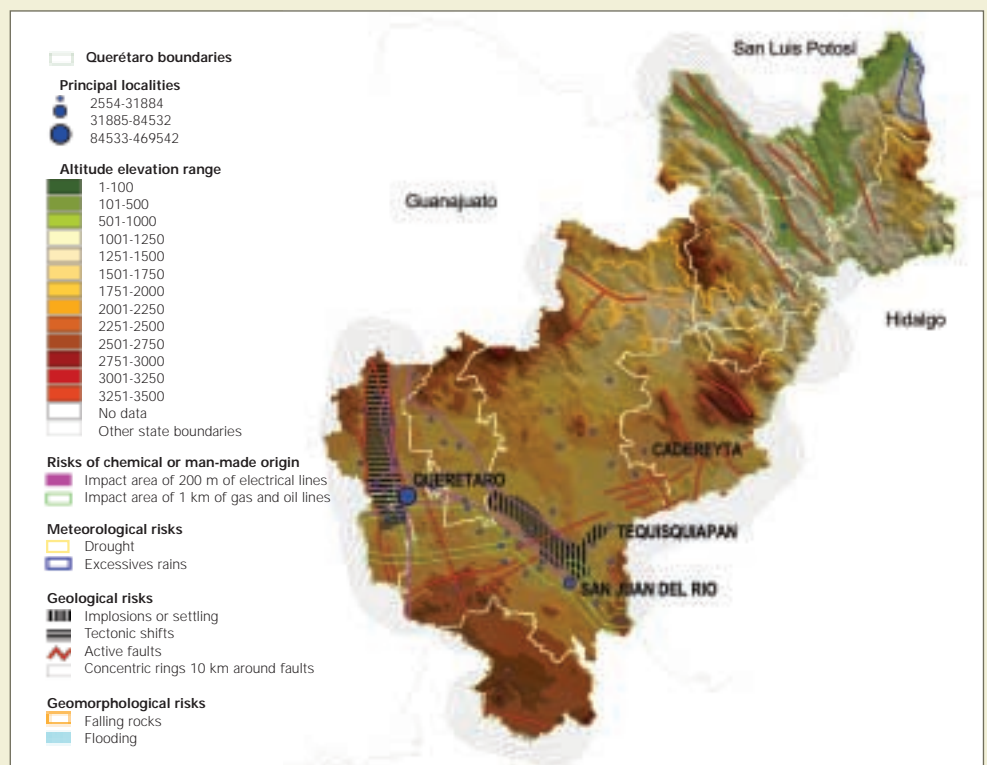 Querétaro boundaries
Principal localities
2554-31884
31885-84532
84533-469542
Altitude elevation range
1-100
101-500
501-1000
1001-1250
1251-1500
1501-1750
1751-2000
2001-2250
2251-2500
2501-2750
2751-3000
3001-3250
3251-3500
No data
Other state boundaries
Risks of chemical or man-made origin
Impact area of 200 m of electrical lines
Impact area of 1 km of gas and oil lines
Meteorological risks
Drought
Excessives rains
Geological risks
Implosions or settling
Tectonic shifts
Active faults
Concentric rings 10 km around faults
Geomorphological risks
Falling rocks
Flooding
San Luis Potosí
Guanajuato
Hidalgo
CADEREYTA
QUERETARO
TEQUISQUIAPAN
SAN JUAN DEL RIO